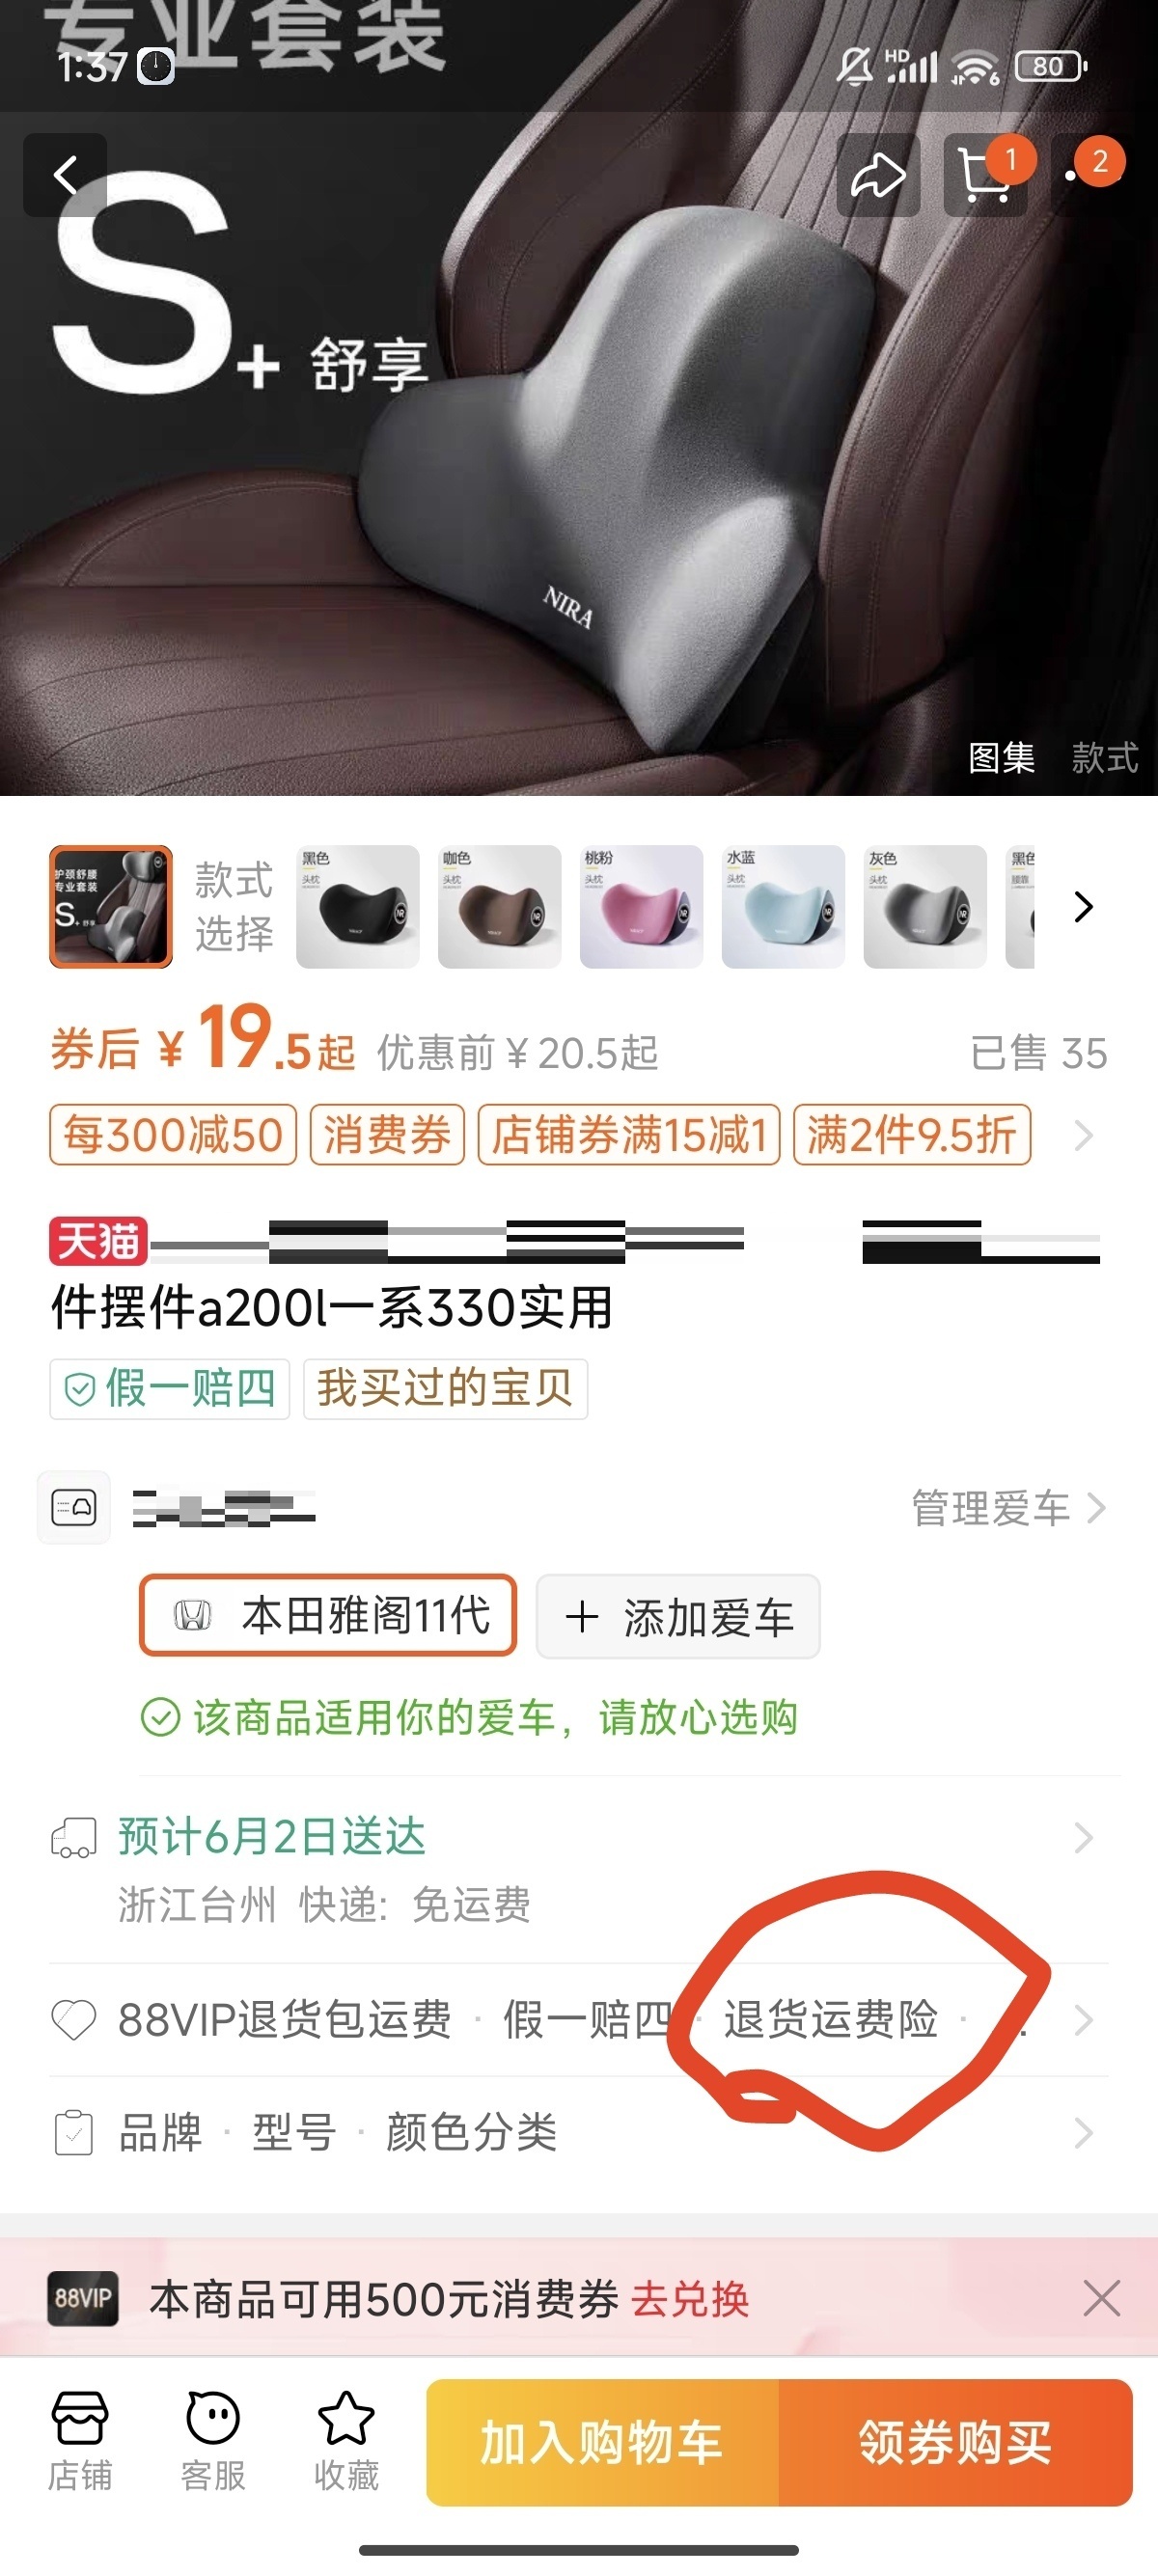 专业套装
1:37
HD
6
80
1
2
S+ 舒享
NIRA
图集 款式
护颈舒腰
专业套装
S+ 舒享
款式
选择
黑色
头枕
咖色
头枕
桃粉
头枕
水蓝
头枕
灰色
头枕
黑色
腰靠
券后 ¥19.5起 优惠前 ¥20.5起 已售 35
每300减50 消费券 店铺券满15减1 满2件9.5折
天猫
件摆件a200l一系330实用
假一赔四 我买过的宝贝
管理爱车
本田雅阁11代 + 添加爱车
该商品适用你的爱车，请放心选购
预计6月2日送达
浙江台州 快递: 免运费
88VIP退货包运费 · 假一赔四 · 退货运费险 ·
品牌 · 型号 · 颜色分类
88VIP 本商品可用500元消费券 去兑换
店铺 客服 收藏 加入购物车 领券购买